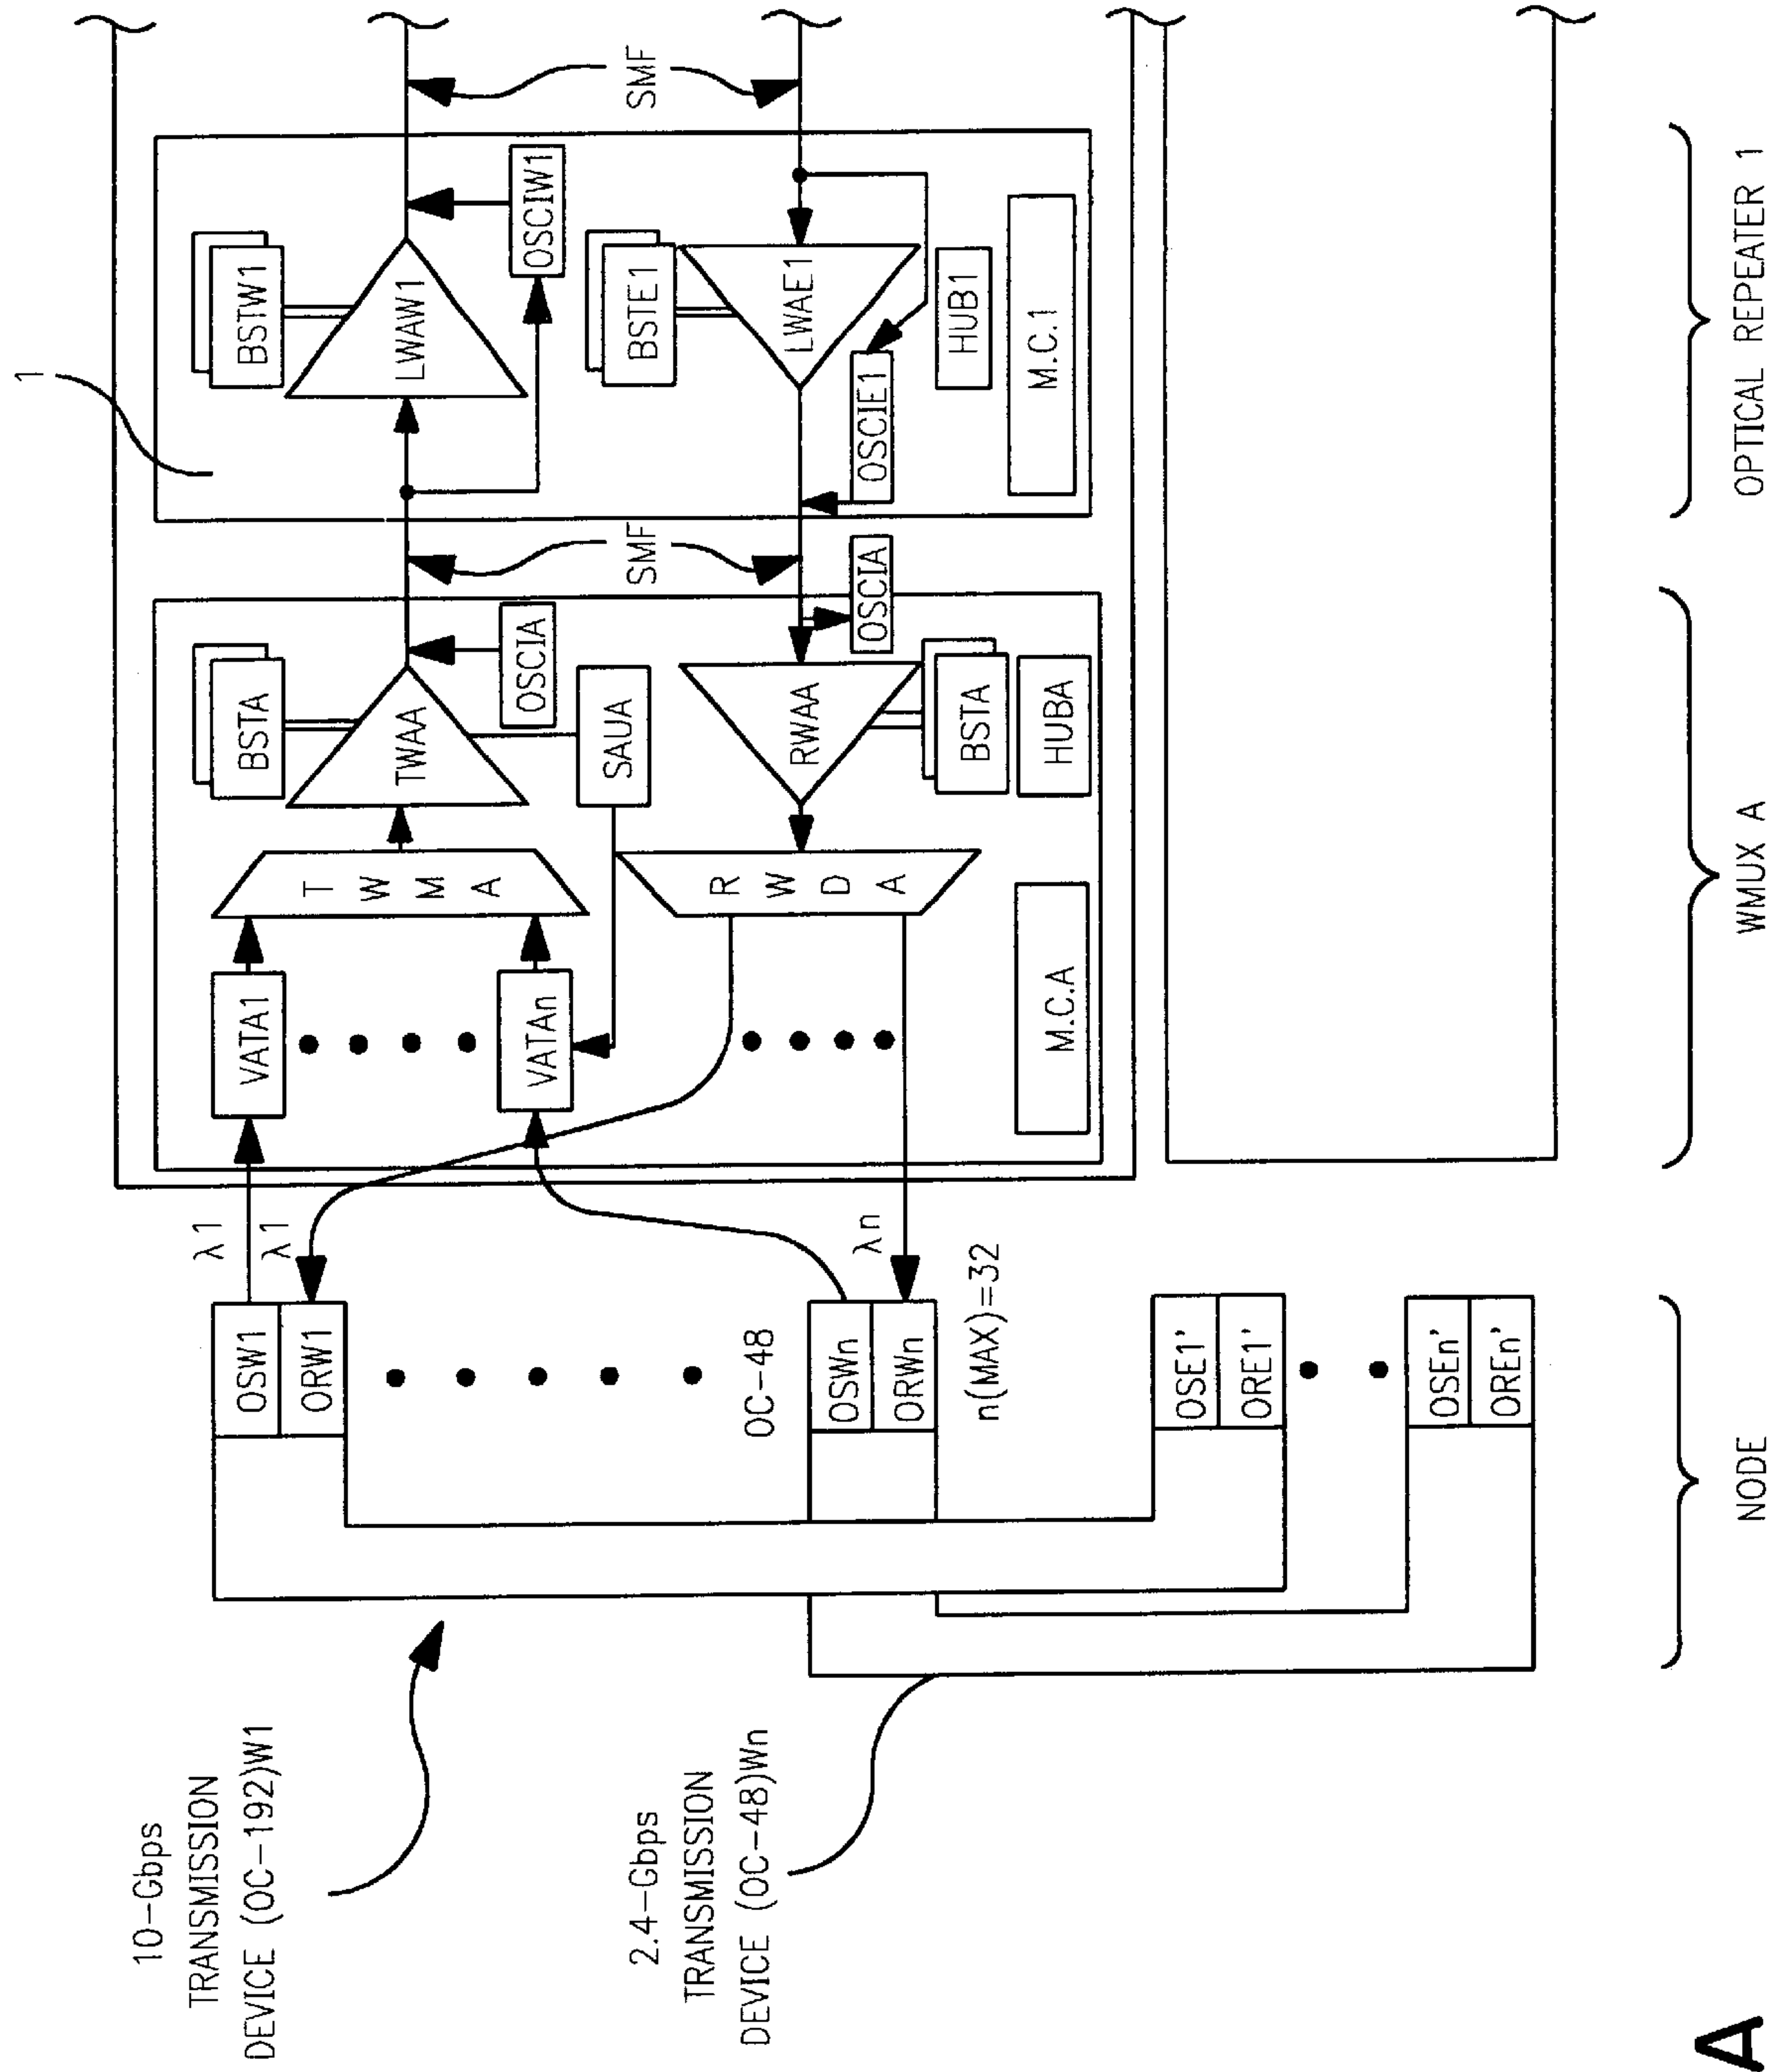 10-Gbps
TRANSMISSION
DEVICE (OC-192)W1
2.4-Gbps
TRANSMISSION
DEVICE (OC-48)Wn
OSW1
ORW1
OC-48
OSWn
ORWn
n(MAX)=32
OSE1'
ORE1'
OSEn'
OREn'
λ1
λ1
λn
VATA1
VATAn
TWMA
RWDA
M.C.A
BSTA
TWAA
OSCIA
SAUA
RWAA
OSCIA
BSTA
HUBA
SMF
1
BSTW1
LWAW1
OSCIW1
BSTE1
LWAE1
OSCIE1
HUB1
M.C.1
SMF
NODE
WMUX A
OPTICAL REPEATER 1
A